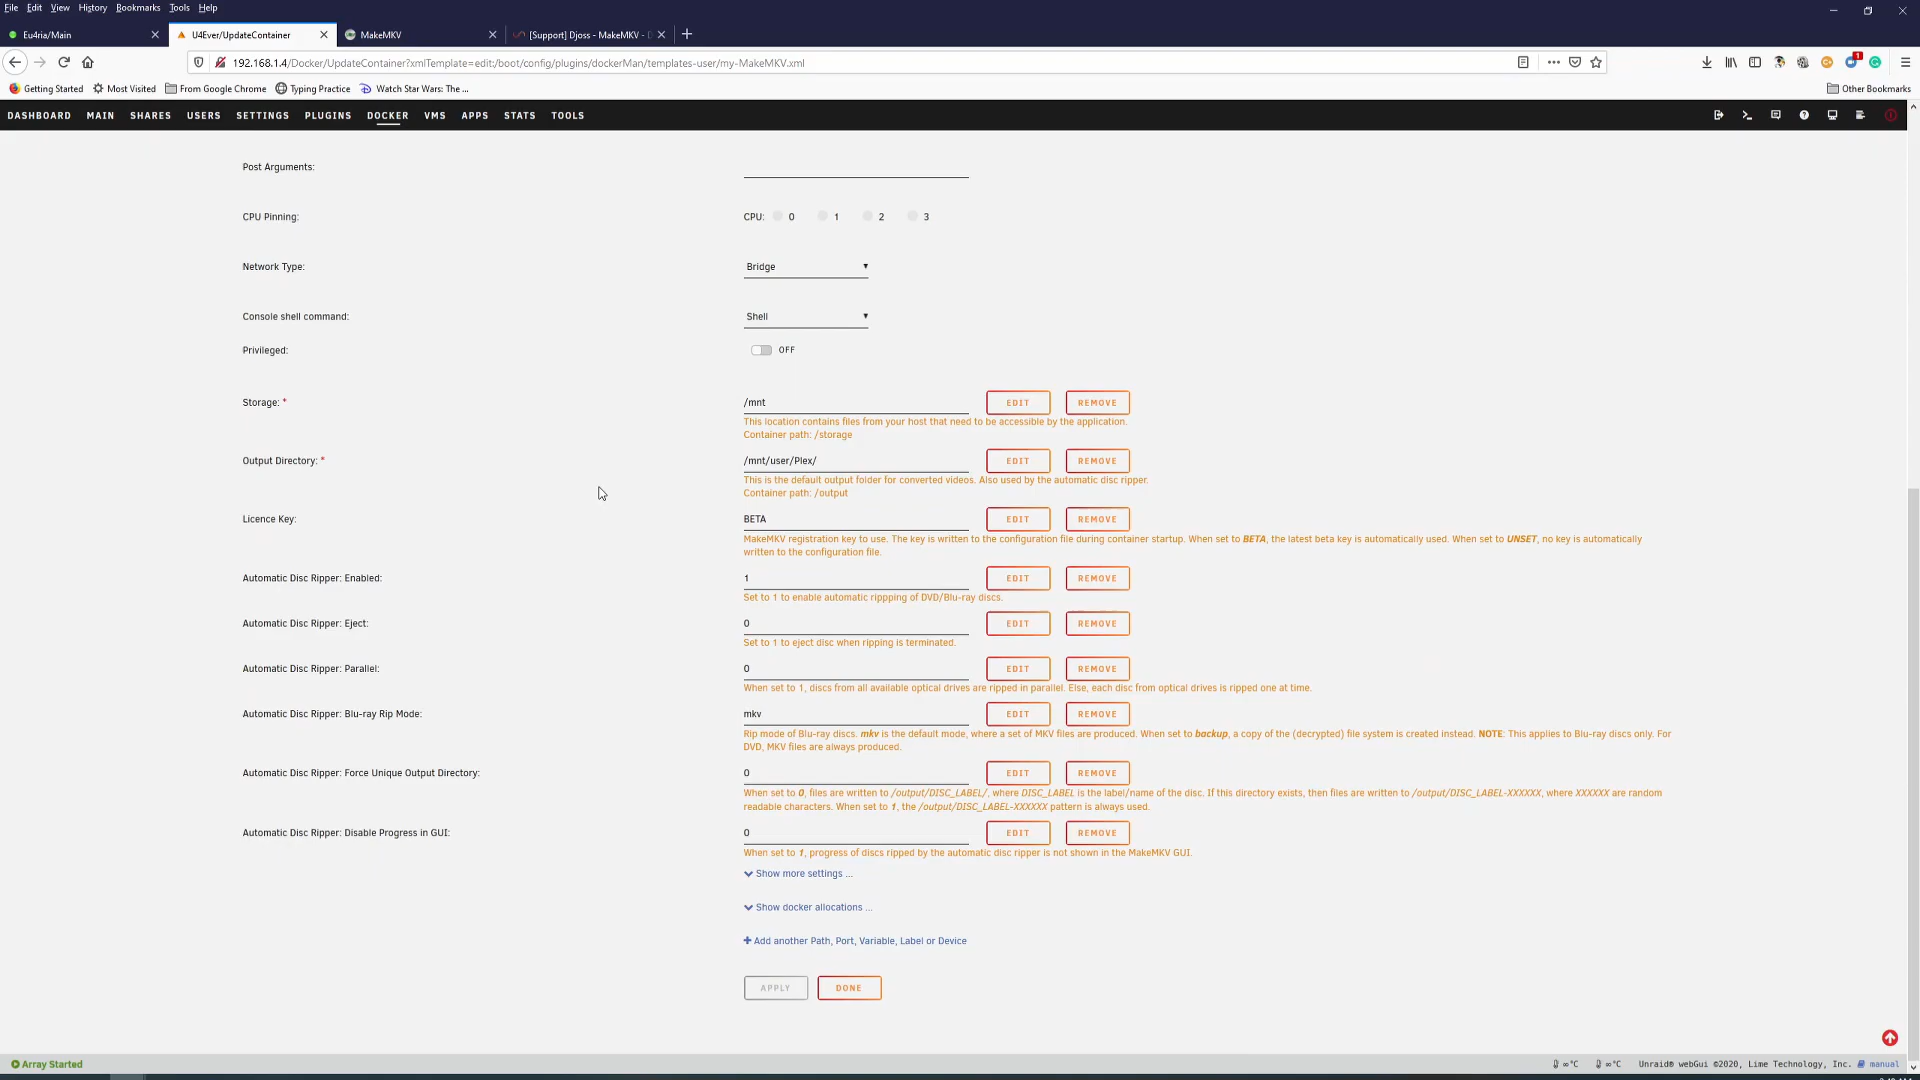 File Edit View History Bookmarks Tools Help
Eu4ria/Main
U4Ever/UpdateContainer
MakeMKV
[Support] Djoss - MakeMKV -
192.168.1.4/Docker/UpdateContainer?xmlTemplate=edit:/boot/config/plugins/dockerMan/templates-user/my-MakeMKV.xml
Getting Started Most Visited From Google Chrome Typing Practice Watch Star Wars: The ... Other Bookmarks
DASHBOARD MAIN SHARES USERS SETTINGS PLUGINS DOCKER VMS APPS STATS TOOLS
Post Arguments:
CPU Pinning: CPU: 0 1 2 3
Network Type: Bridge
Console shell command: Shell
Privileged: OFF
Storage: * /mnt EDIT REMOVE
This location contains files from your host that need to be accessible by the application.
Container path: /storage
Output Directory: * /mnt/user/Plex/ EDIT REMOVE
This is the default output folder for converted videos. Also used by the automatic disc ripper.
Container path: /output
Licence Key: BETA EDIT REMOVE
MakeMKV registration key to use. The key is written to the configuration file during container startup. When set to BETA, the latest beta key is automatically used. When set to UNSET, no key is automatically
written to the configuration file.
Automatic Disc Ripper: Enabled: 1 EDIT REMOVE
Set to 1 to enable automatic rippping of DVD/Blu-ray discs.
Automatic Disc Ripper: Eject: 0 EDIT REMOVE
Set to 1 to eject disc when ripping is terminated.
Automatic Disc Ripper: Parallel: 0 EDIT REMOVE
When set to 1, discs from all available optical drives are ripped in parallel. Else, each disc from optical drives is ripped one at time.
Automatic Disc Ripper: Blu-ray Rip Mode: mkv EDIT REMOVE
Rip mode of Blu-ray discs. mkv is the default mode, where a set of MKV files are produced. When set to backup, a copy of the (decrypted) file system is created instead. NOTE: This applies to Blu-ray discs only. For
DVD, MKV files are always produced.
Automatic Disc Ripper: Force Unique Output Directory: 0 EDIT REMOVE
When set to 0, files are written to /output/DISC_LABEL/, where DISC_LABEL is the label/name of the disc. If this directory exists, then files are written to /output/DISC_LABEL-XXXXXX, where XXXXXX are random
readable characters. When set to 1, the /output/DISC_LABEL-XXXXXX pattern is always used.
Automatic Disc Ripper: Disable Progress in GUI: 0 EDIT REMOVE
When set to 1, progress of discs ripped by the automatic disc ripper is not shown in the MakeMKV GUI.
Show more settings ...
Show docker allocations ...
Add another Path, Port, Variable, Label or Device
APPLY DONE
Array Started ∞°C ∞°C Unraid® webGui ©2020, Lime Technology, Inc. manual